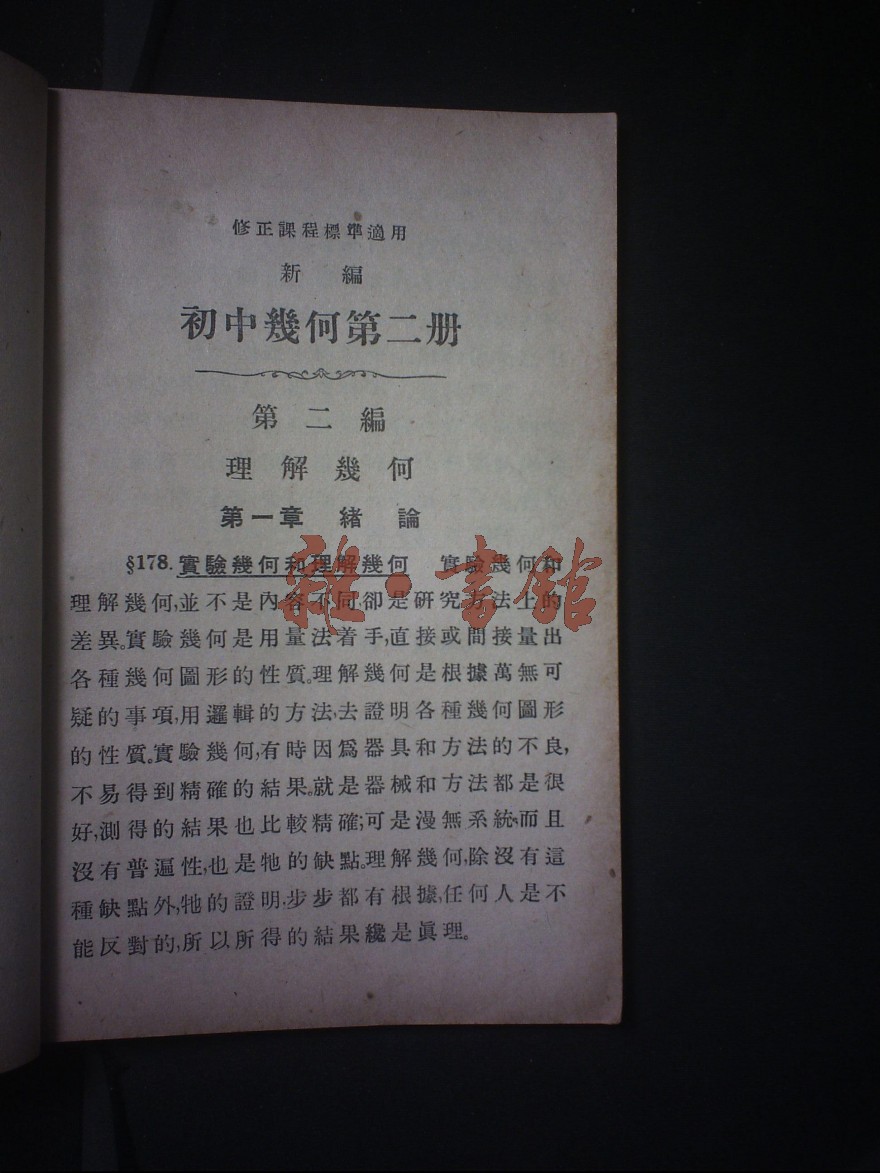 修正課程標準適用
新編
初中幾何第二册
第二編
理解幾何
第一章 緒論
§178. 實驗幾何和理解幾何 實驗幾何和
理解幾何,並不是內容不同,卻是研究方法上的
差異。實驗幾何是用量法着手,直接或間接量出
各種幾何圖形的性質。理解幾何是根據萬無可
疑的事項,用邏輯的方法,去證明各種幾何圖形
的性質。實驗幾何,有時因爲器具和方法的不良,
不易得到精確的結果。就是器械和方法都是很
好,測得的結果也比較精確;可是漫無系統,而且
沒有普遍性,也是牠的缺點。理解幾何,除沒有這
種缺點外,牠的證明,步步都有根據,任何人是不
能反對的,所以所得的結果纔是眞理。
雜·書館